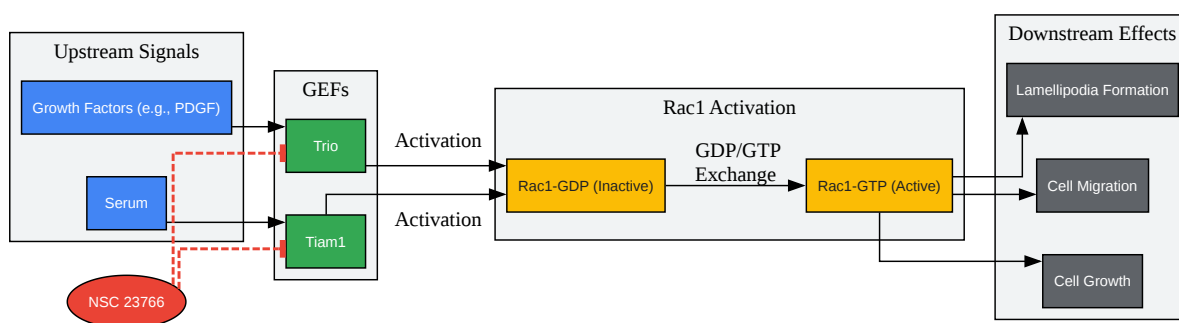 Upstream Signals
Growth Factors (e.g., PDGF)
Serum
NSC 23766
GEFs
Trio
Tiam1
Activation
Activation
Rac1 Activation
Rac1-GDP (Inactive)
GDP/GTP
Exchange
Rac1-GTP (Active)
Downstream Effects
Lamellipodia Formation
Cell Migration
Cell Growth